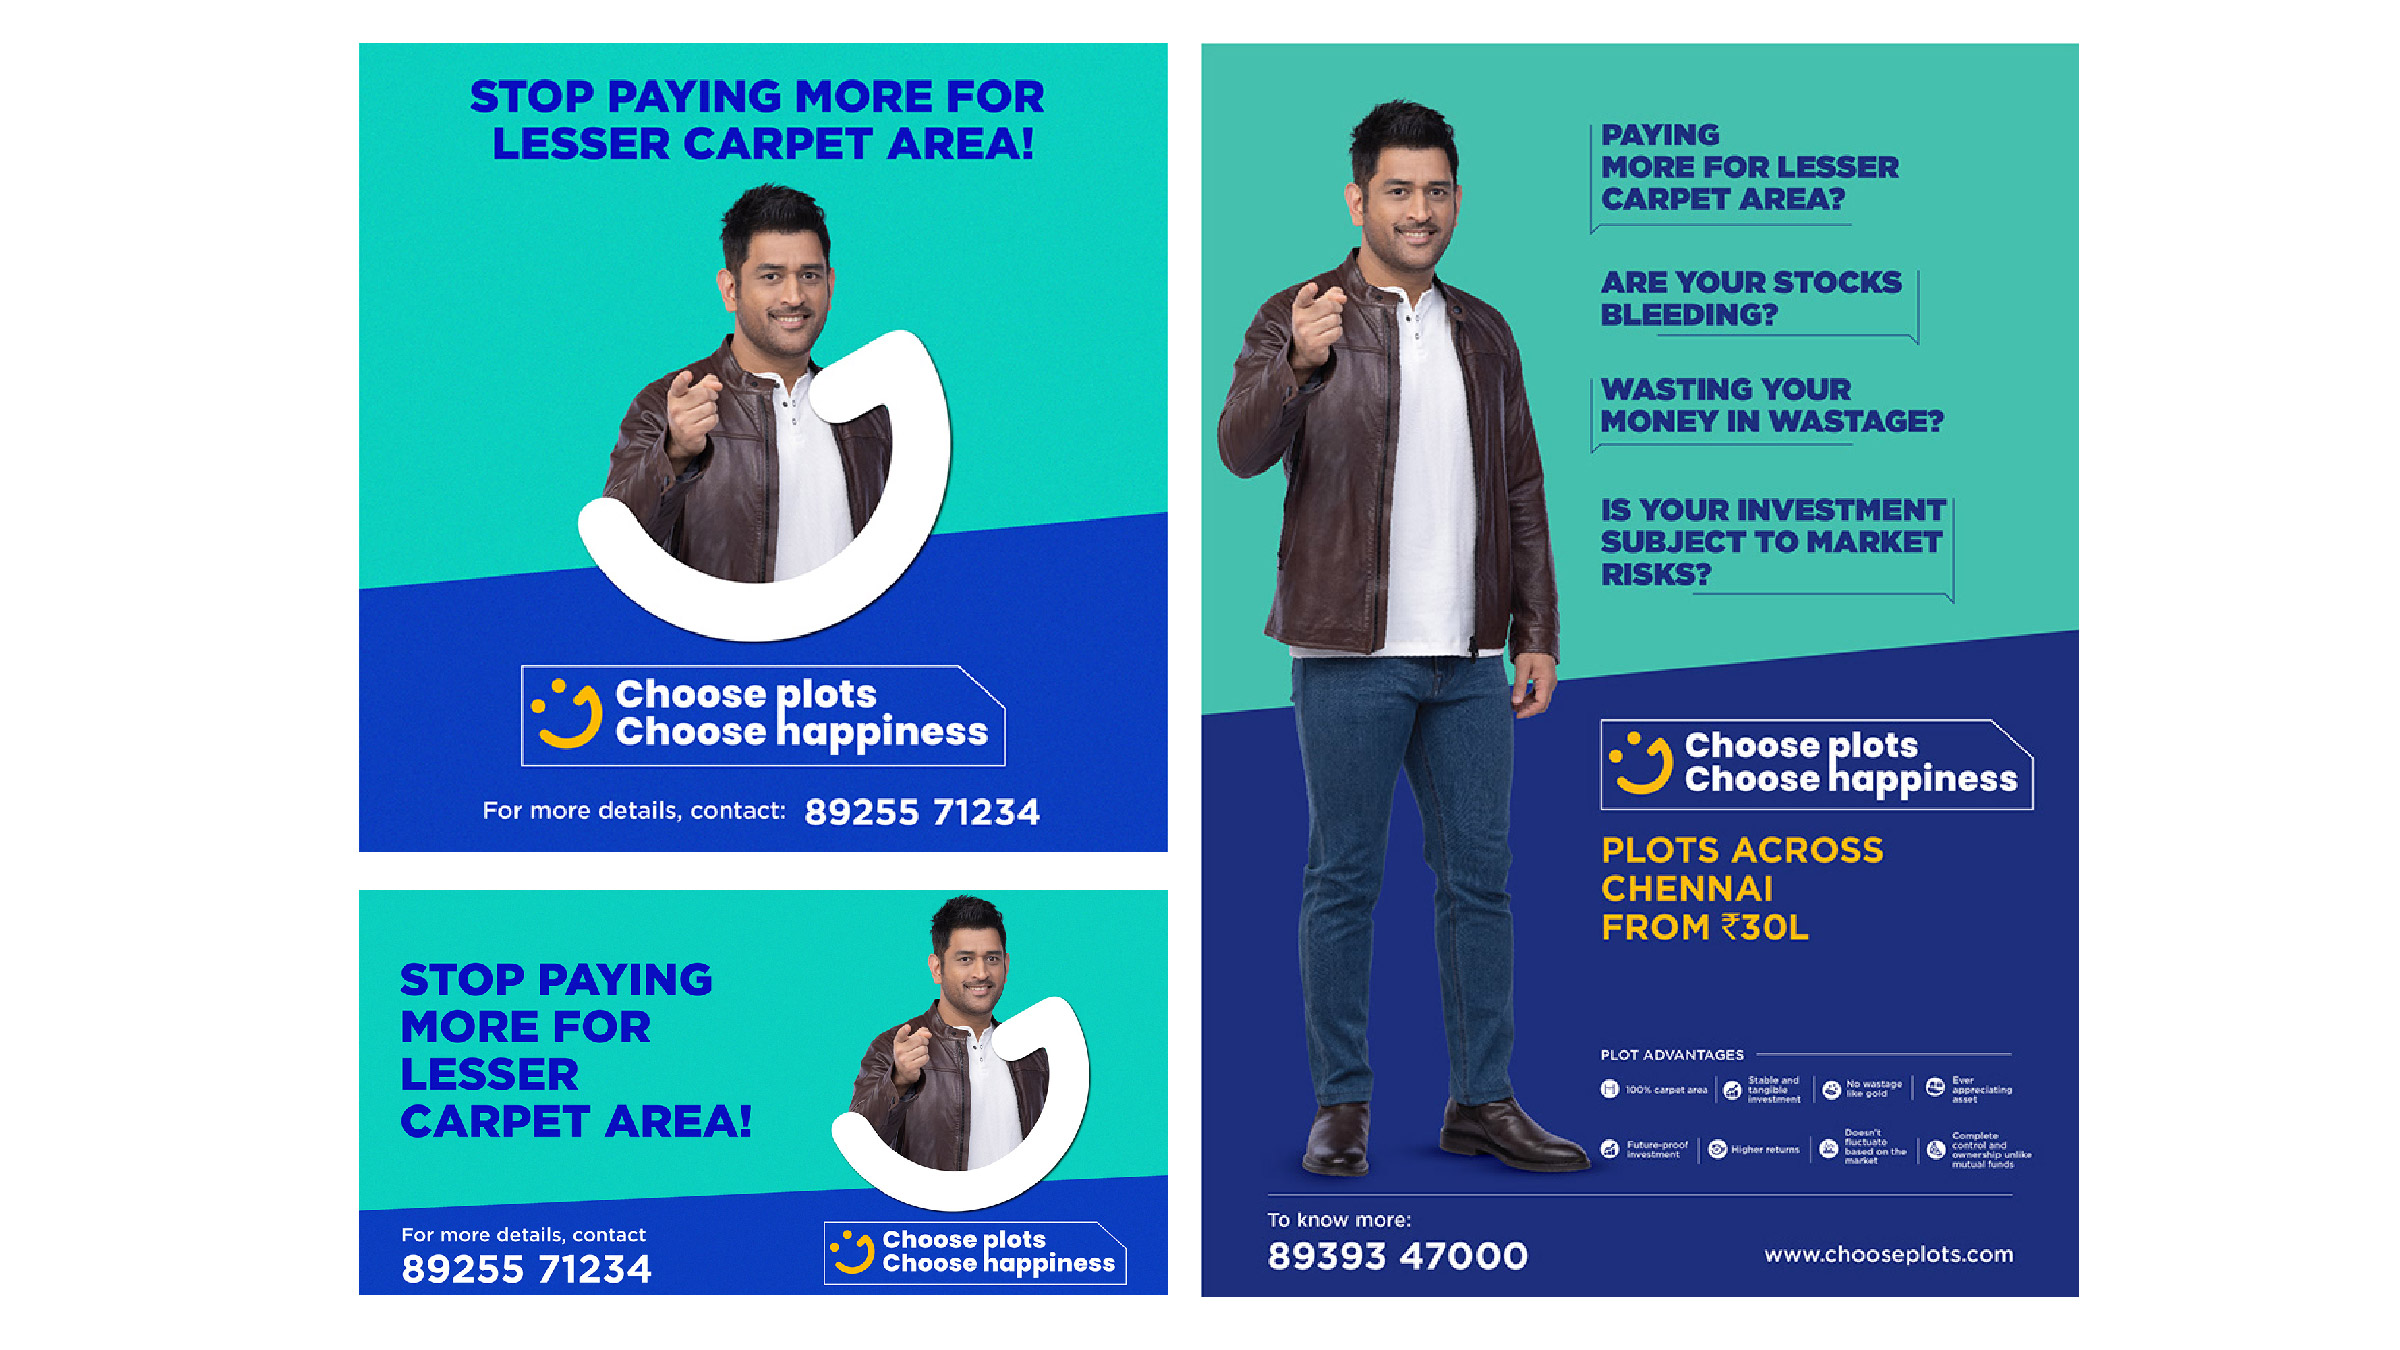 STOP PAYING MORE FOR
LESSER CARPET AREA!
Choose plots
Choose happiness
For more details, contact: 89255 71234
STOP PAYING
MORE FOR
LESSER
CARPET AREA!
For more details, contact
89255 71234
Choose plots
Choose happiness
PAYING
MORE FOR LESSER
CARPET AREA?
ARE YOUR STOCKS
BLEEDING?
WASTING YOUR
MONEY IN WASTAGE?
IS YOUR INVESTMENT
SUBJECT TO MARKET
RISKS?
Choose plots
Choose happiness
PLOTS ACROSS
CHENNAI
FROM ₹30L
PLOT ADVANTAGES
100% carpet area
Stable and
tangible
investment
No wastage
like gold
Ever
appreciating
asset
Future-proof
investment
Higher returns
Doesn't
fluctuate
based on the
market
Complete
control and
ownership unlike
mutual funds
To know more:
89393 47000
www.chooseplots.com